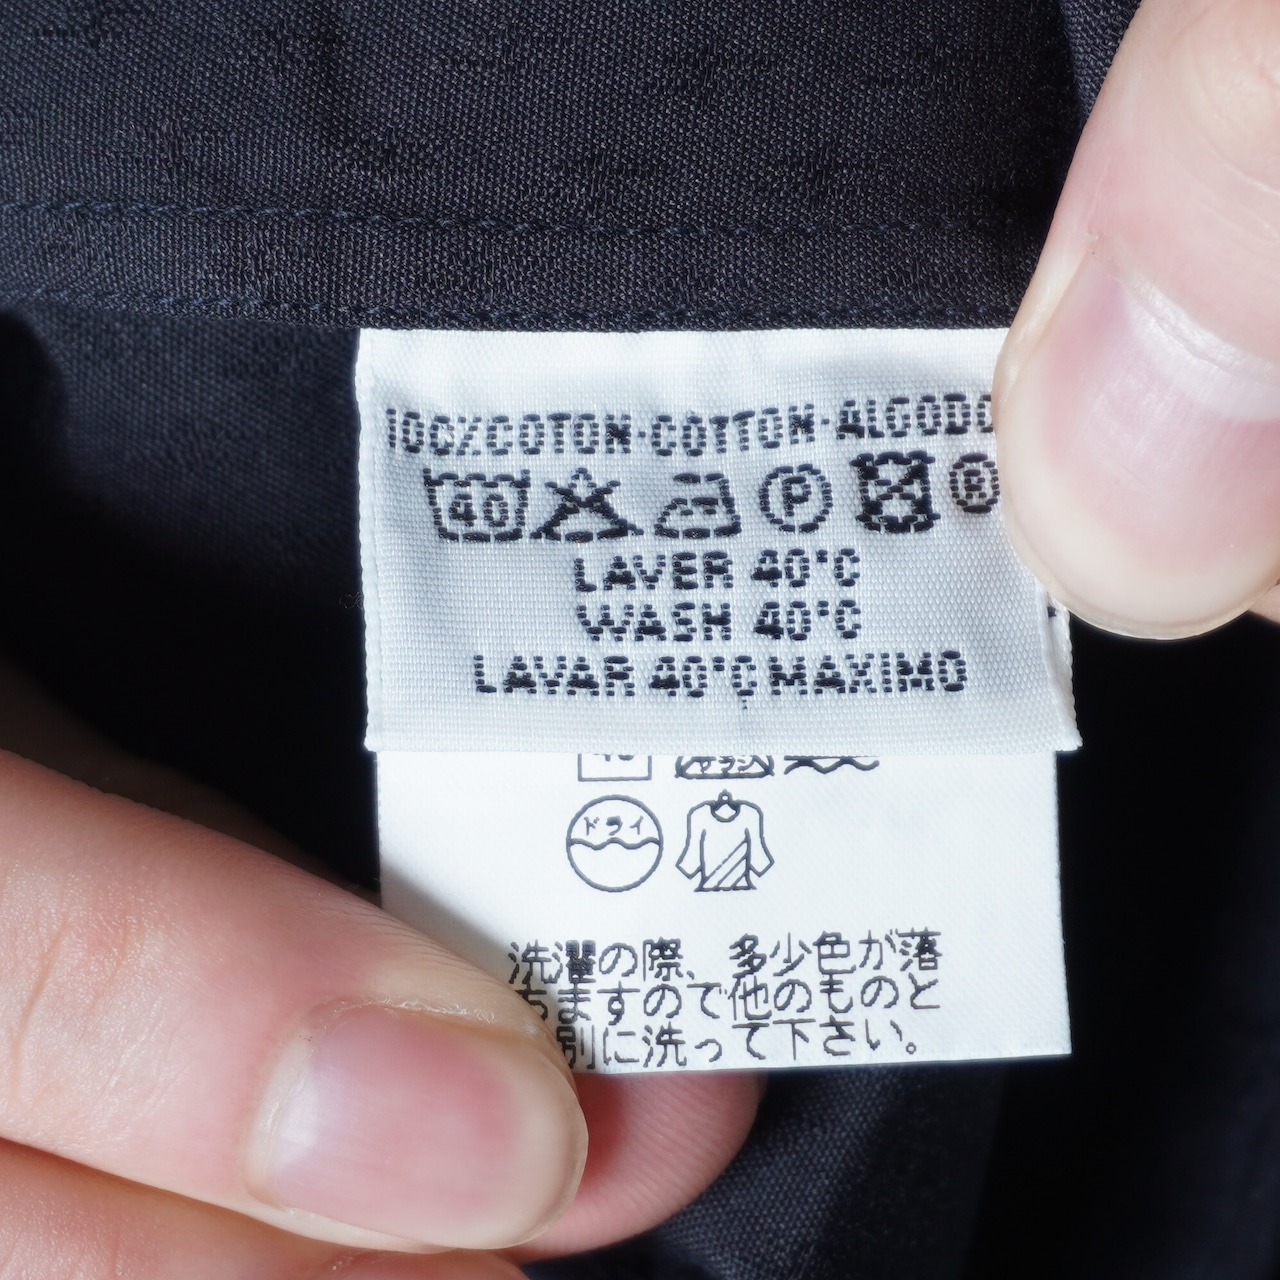 100% COTON·COTTON·ALGODO
40 P ®
LAVER 40°C
WASH 40°C
LAVAR 40°C MAXIMO
ドライ
洗濯の際、多少色が落
ちますので他のものと
別に洗って下さい。